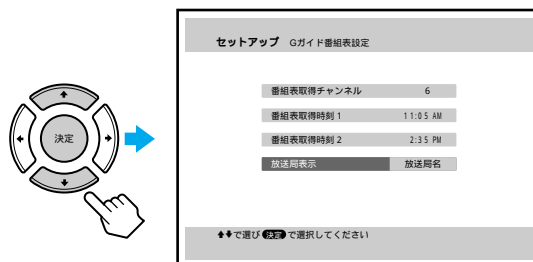 セットアップ Gガイド番組表設定
番組表取得チャンネル 6
番組表取得時刻 1 11:05 AM
番組表取得時刻 2 2:35 PM
放送局表示 放送局名
決定
で選び 決定 で選択してください